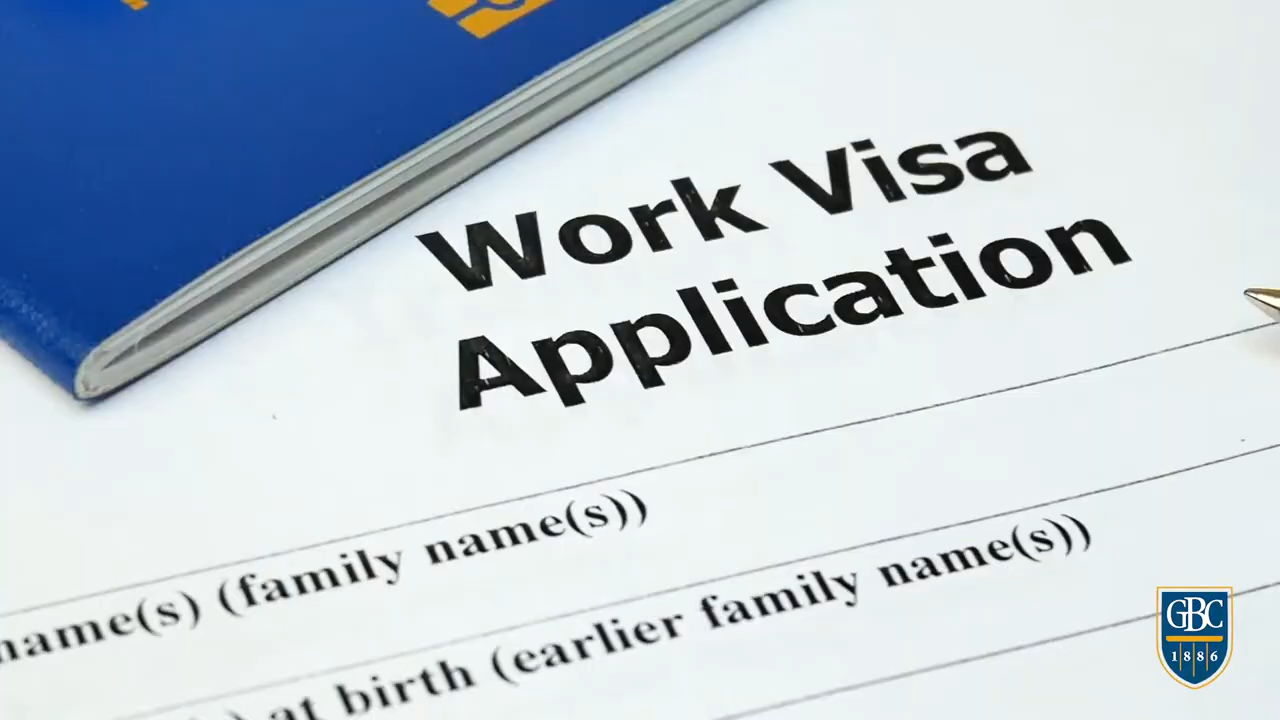 Work Visa
Application
name(s) (family name(s))
at birth (earlier family name(s))
GBC
1886